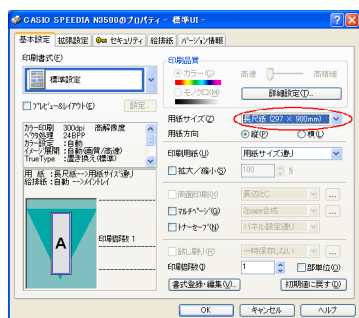 CASIO SPEEDIA N3500のプロパティ - 標準UI -
基本設定 拡張設定 セキュリティ 給排紙 バージョン情報
印刷書式(E)
標準設定
プレビュー&レイアウト(E) 設定...
カラー印刷 300dpi 高解像度
ヘクタ処理 24BPP
カラー設定 :自動
イメージ展開 :自動(画質/高速)
TrueType :置き換え(標準)
用 紙 :長尺紙-->用紙サイズ通り
給排紙 :自動 -->メイントレイ
A
印刷部数 1
印刷品質
カラー(C)
モノクロ(M)
高速 高精細
詳細設定(T)...
用紙サイズ(Z) 長尺紙 (297 × 900mm)
用紙方向 縦(P) 横(L)
印刷用紙(U) 用紙サイズ通り
拡大/縮小(S) 100 %
両面印刷(X) 長辺とじ ...
マルチページ(G) 2page合成 ...
トナーセーブ(N) パネル設定通り ...
試し刷り(R) 一時保存しない ...
印刷部数(I) 1 部単位(O)
書式登録・編集(V)... 初期値に戻す(D)
OK キャンセル ヘルプ